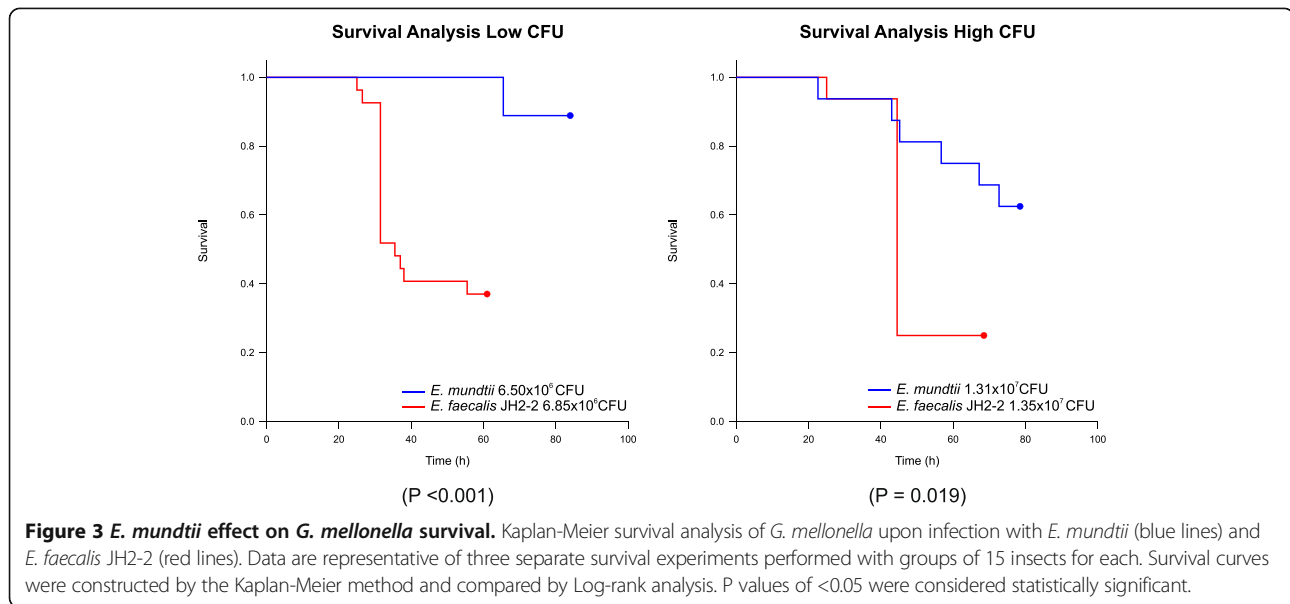 Survival Analysis Low CFU
1.0
0.8
0.6
0.4
0.2
0.0
Survival
0 20 40 60 80 100
Time (h)
E. mundtii 6.50x10⁶ CFU
E. faecalis JH2-2 6.85x10⁶CFU
(P <0.001)
Survival Analysis High CFU
1.0
0.8
0.6
0.4
0.2
0.0
Survival
0 20 40 60 80 100
Time (h)
E. mundtii 1.31x10⁷CFU
E. faecalis JH2-2 1.35x10⁷ CFU
(P = 0.019)
Figure 3 E. mundtii effect on G. mellonella survival. Kaplan-Meier survival analysis of G. mellonella upon infection with E. mundtii (blue lines) and
E. faecalis JH2-2 (red lines). Data are representative of three separate survival experiments performed with groups of 15 insects for each. Survival curves
were constructed by the Kaplan-Meier method and compared by Log-rank analysis. P values of <0.05 were considered statistically significant.